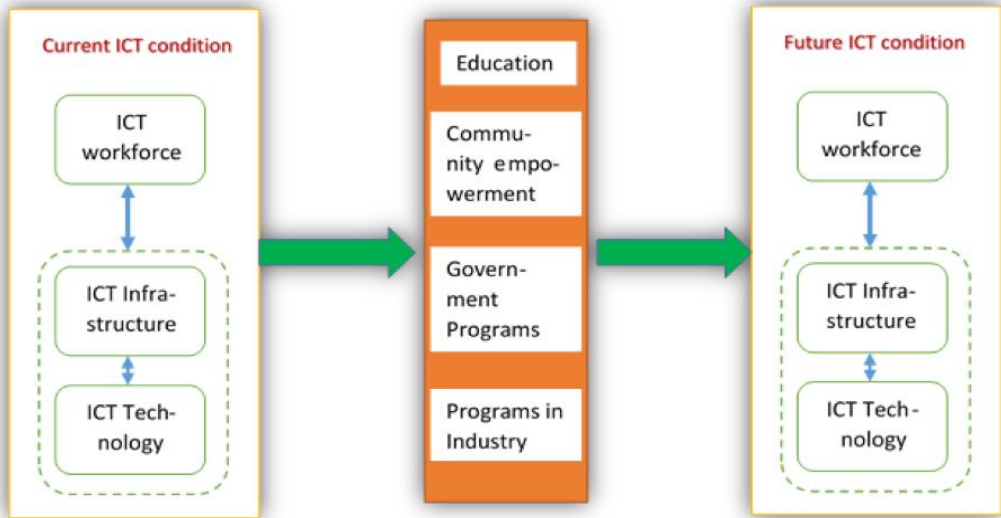 Current ICT condition
ICT
workforce
ICT Infra-
structure
ICT Tech-
nology
Education
Commu-
nity empo-
werment
Govern-
ment
Programs
Programs in
Industry
Future ICT condition
ICT
workforce
ICT Infra-
structure
ICT Tech-
nology